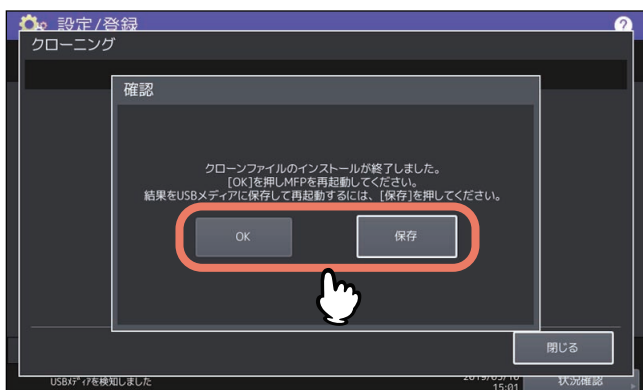 設定/登録
?
クローニング
確認
クローンファイルのインストールが終了しました。
[OK]を押しMFPを再起動してください。
結果をUSBメディアに保存して再起動するには、[保存]を押してください。
OK
保存
閉じる
USBﾒﾃﾞｨｱを検知しました
15:01
状況確認